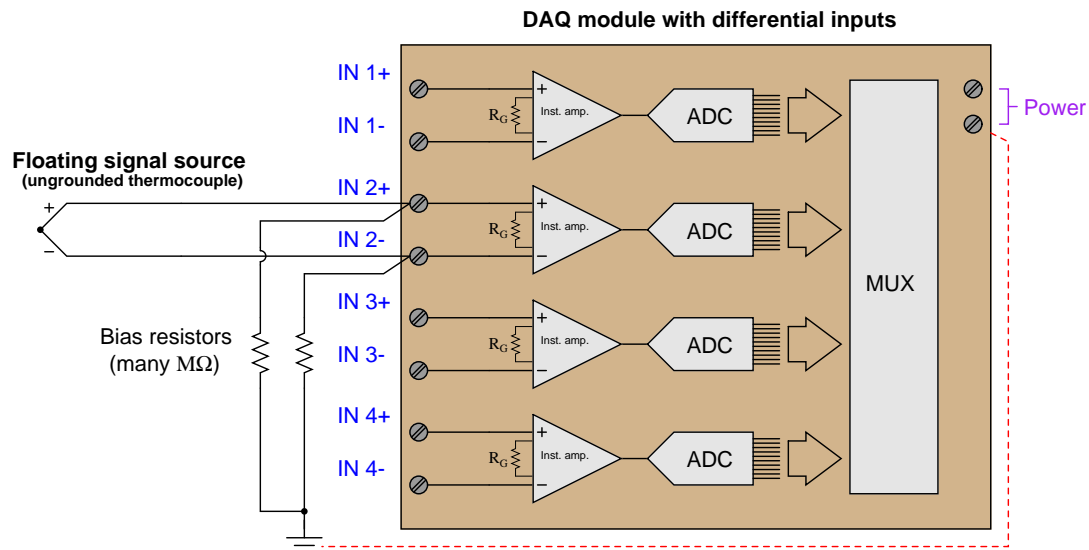 DAQ module with differential inputs
IN 1+
IN 1-
Floating signal source
(ungrounded thermocouple)
+
−
IN 2+
IN 2-
IN 3+
IN 3-
IN 4+
IN 4-
Bias resistors
(many MΩ)
+
RG
Inst. amp.
−
ADC
+
RG
Inst. amp.
−
ADC
+
RG
Inst. amp.
−
ADC
+
RG
Inst. amp.
−
ADC
MUX
Power